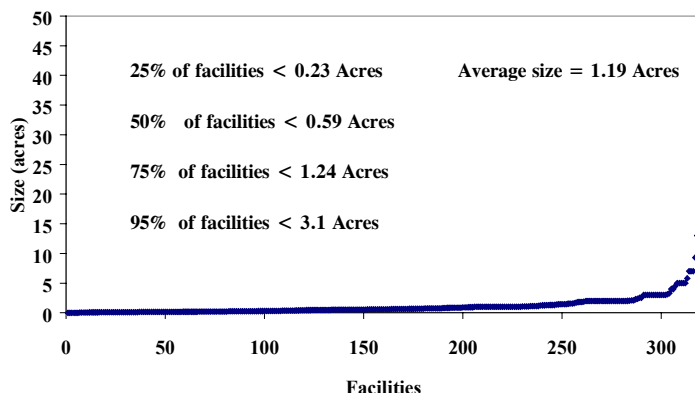 50
45
40
35
30
25
20
15
10
5
0
Size (acres)
25% of facilities < 0.23 Acres
Average size = 1.19 Acres
50% of facilities < 0.59 Acres
75% of facilities < 1.24 Acres
95% of facilities < 3.1 Acres
0 50 100 150 200 250 300
Facilities